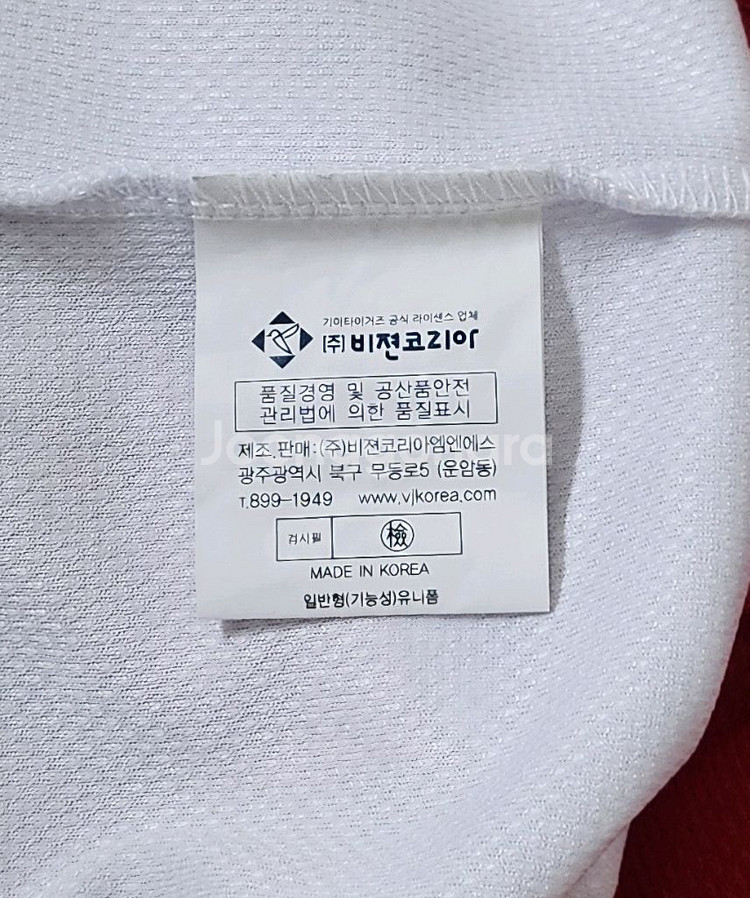 기아타이거즈 공식 라이센스 업체
(주)비젼코리아
품질경영 및 공산품안전
관리법에 의한 품질표시
제조.판매:(주)비젼코리아엠엔에스
광주광역시 북구 무등로5 (운암동)
T.899-1949 www.vjkorea.com
검시필 檢
MADE IN KOREA
일반형(기능성)유니폼